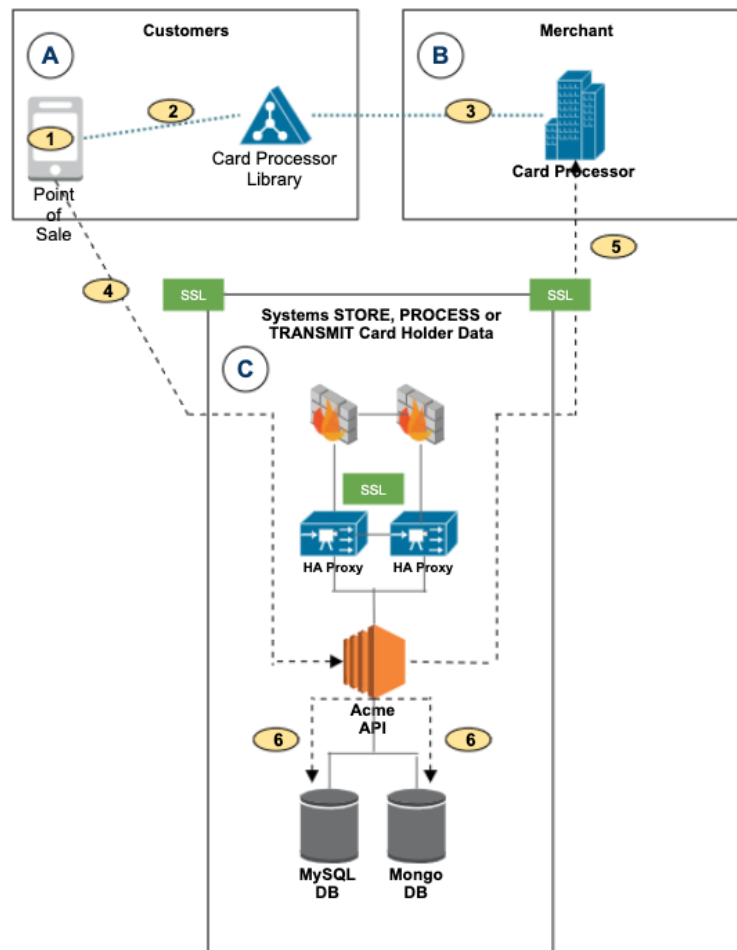 Customers
Merchant
A
B
1
2
3
Card Processor
Library
Card Processor
Point
of
Sale
4
5
SSL
SSL
Systems STORE, PROCESS or
TRANSMIT Card Holder Data
C
SSL
HA Proxy
HA Proxy
Acme
API
6
6
MySQL
DB
Mongo
DB